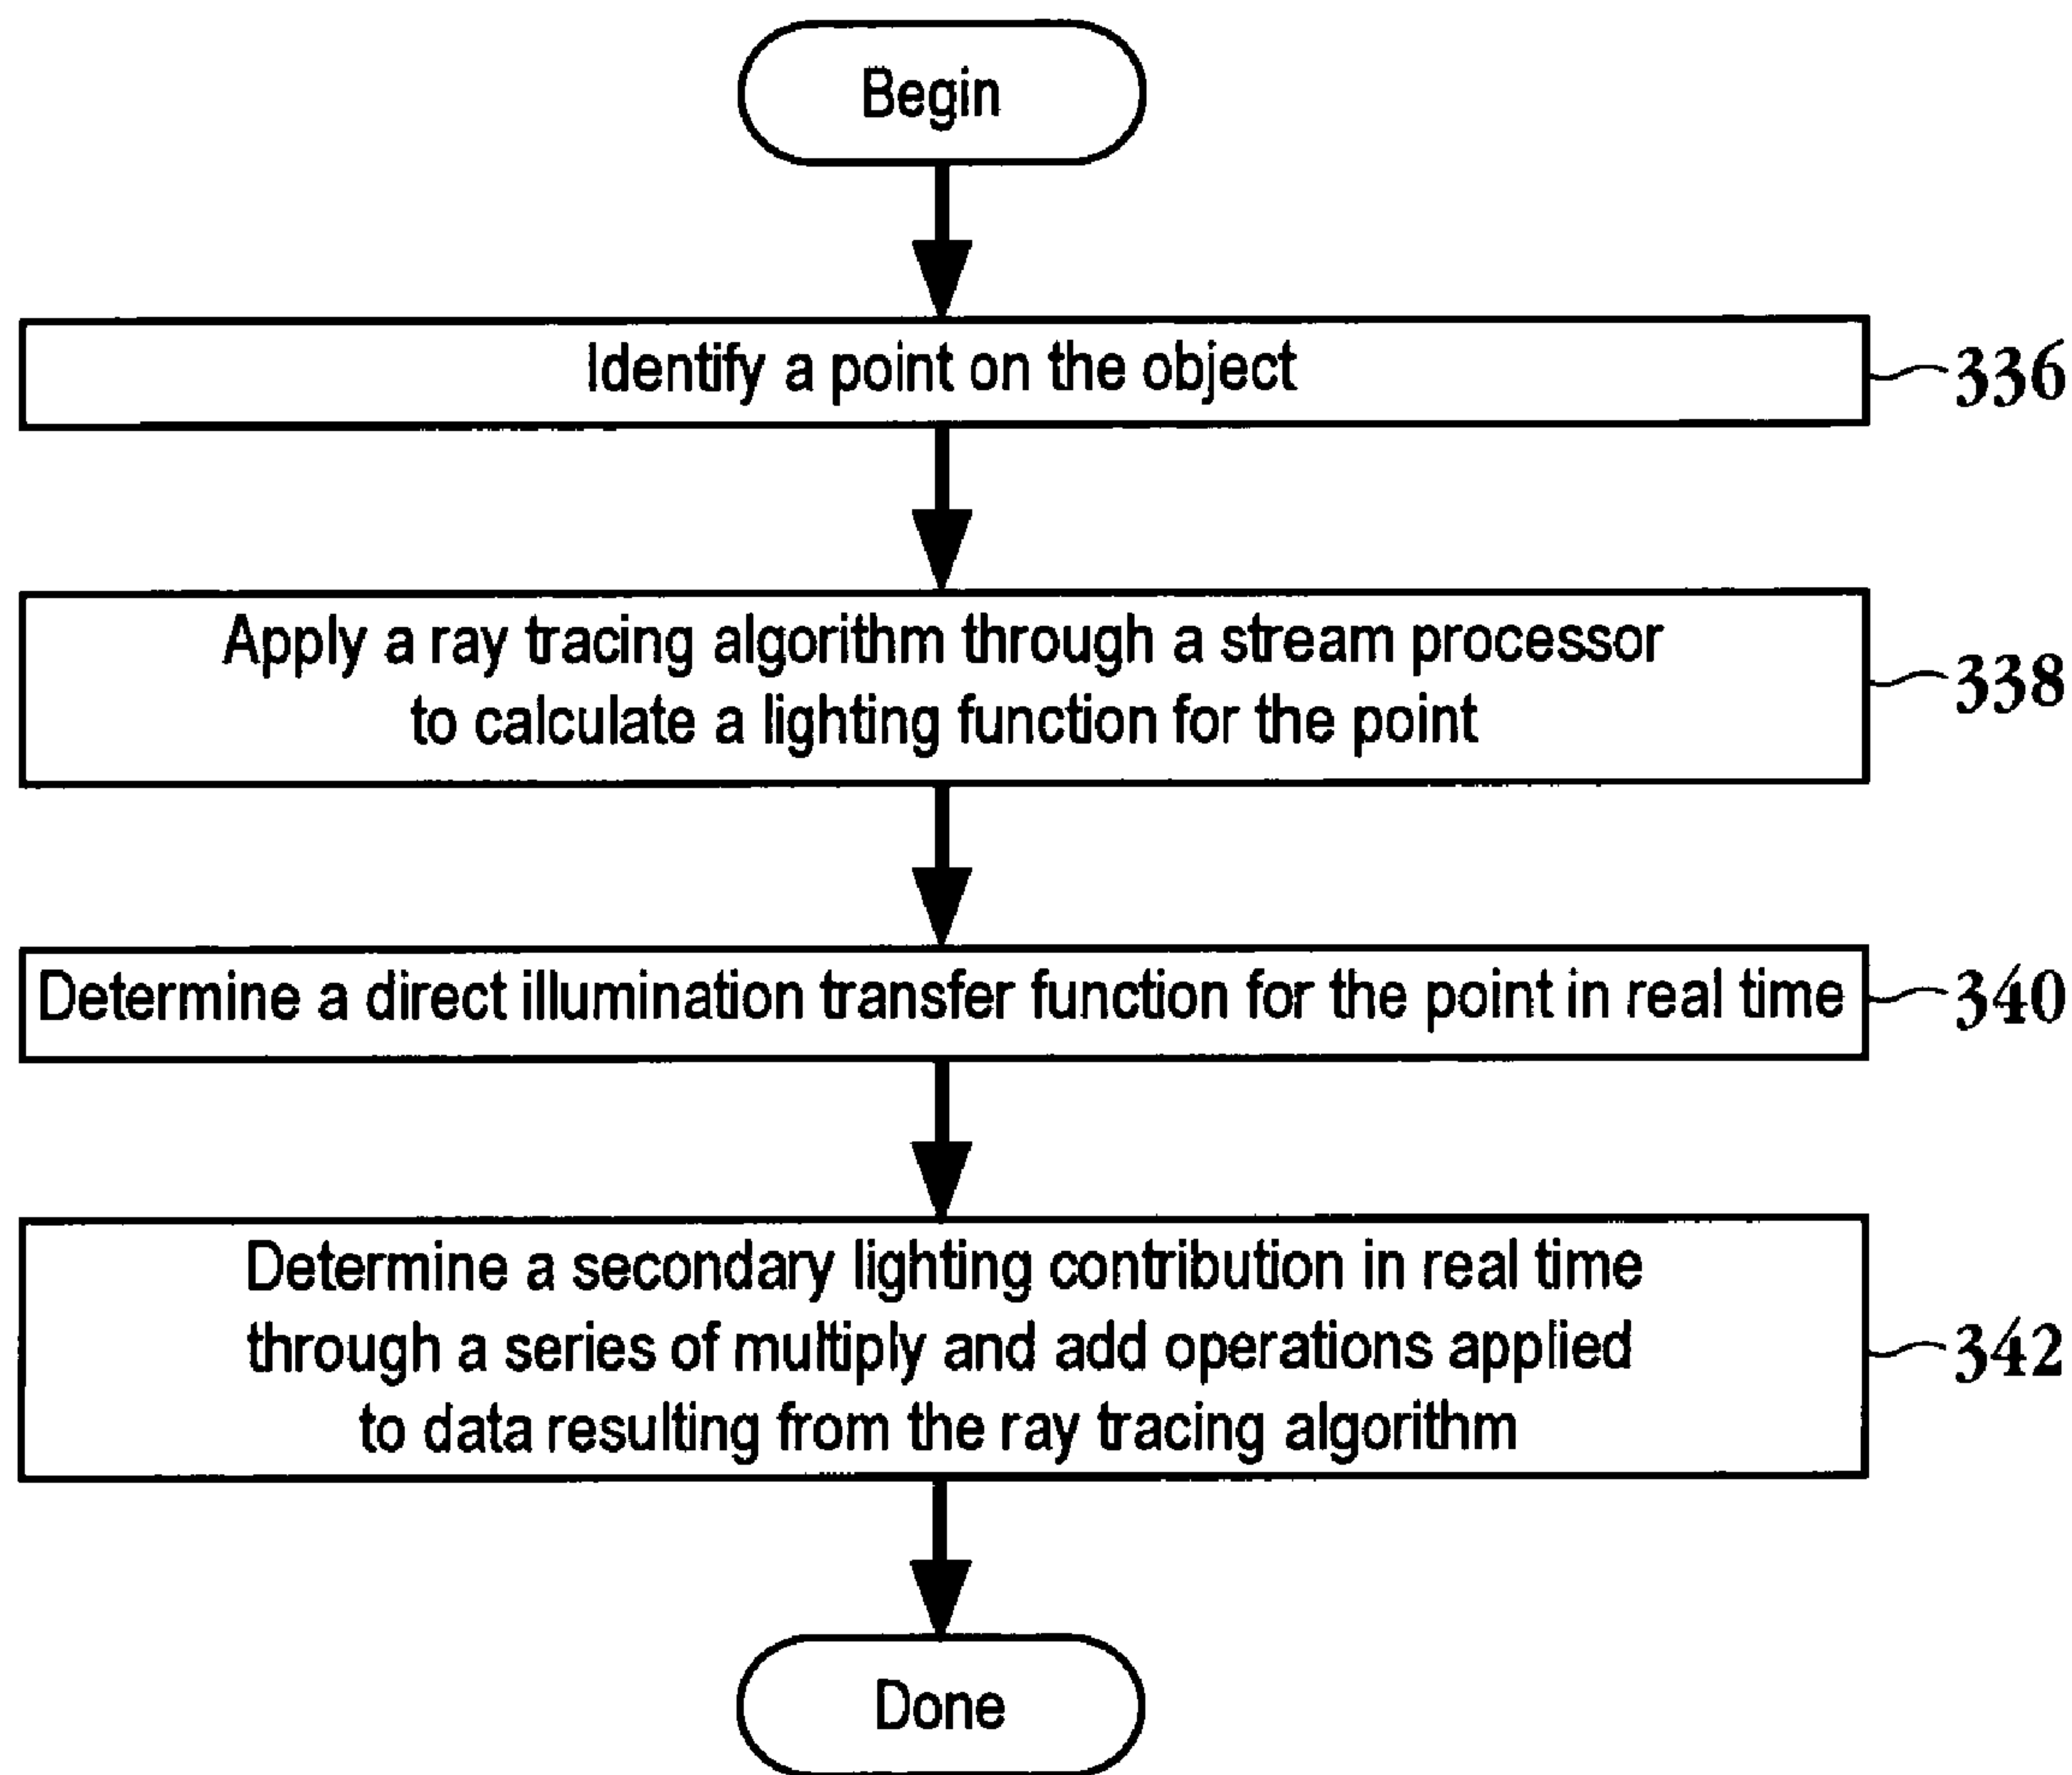 Begin
Identify a point on the object
336
Apply a ray tracing algorithm through a stream processor
to calculate a lighting function for the point
338
Determine a direct illumination transfer function for the point in real time
340
Determine a secondary lighting contribution in real time
through a series of multiply and add operations applied
to data resulting from the ray tracing algorithm
342
Done